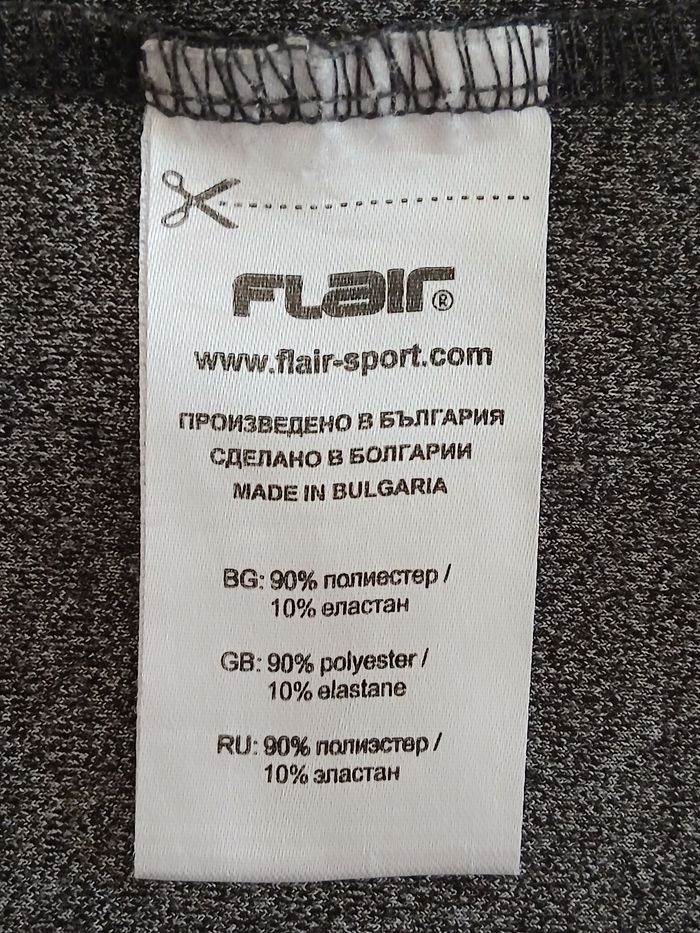 FLAIR®
www.flair-sport.com
ПРОИЗВЕДЕНО В БЪЛГАРИЯ
СДЕЛАНО В БОЛГАРИИ
MADE IN BULGARIA
BG: 90% полиестер /
10% еластан
GB: 90% polyester /
10% elastane
RU: 90% полиэстер /
10% эластан